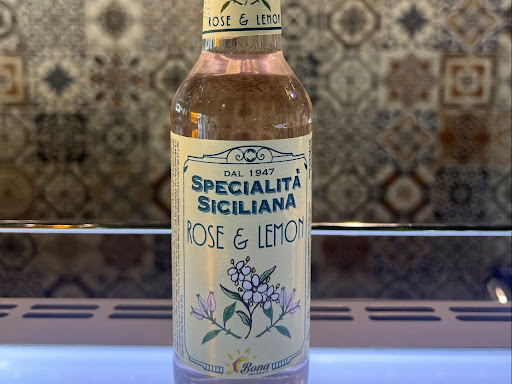 ROSE & LEMON
DAL 1947
SPECIALITÀ
SICILIANA
ROSE & LEMON
Bona